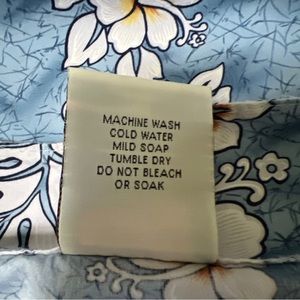 MACHINE WASH
COLD WATER
MILD SOAP
TUMBLE DRY
DO NOT BLEACH
OR SOAK